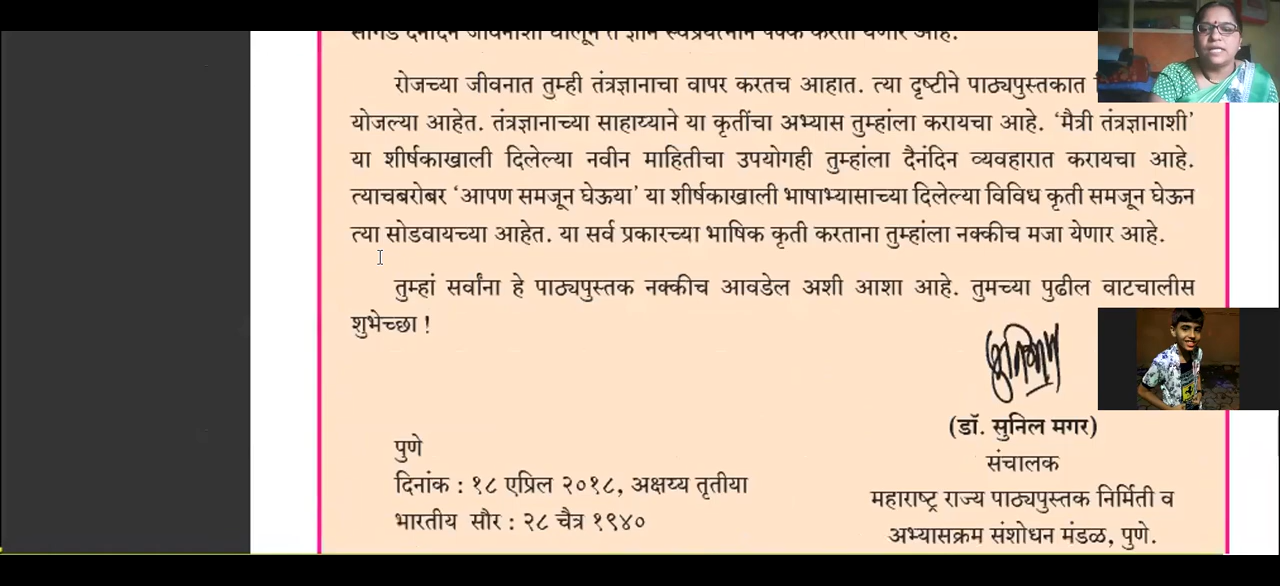 रोजच्या जीवनात तुम्ही तंत्रज्ञानाचा वापर करतच आहात. त्या दृष्टीने पाठ्यपुस्तकात
योजल्या आहेत. तंत्रज्ञानाच्या साहाय्याने या कृतींचा अभ्यास तुम्हांला करायचा आहे. ‘मैत्री तंत्रज्ञानाशी’
या शीर्षकाखाली दिलेल्या नवीन माहितीचा उपयोगही तुम्हांला दैनंदिन व्यवहारात करायचा आहे.
त्याचबरोबर ‘आपण समजून घेऊया’ या शीर्षकाखाली भाषाभ्यासाच्या दिलेल्या विविध कृती समजून घेऊन
त्या सोडवायच्या आहेत. या सर्व प्रकारच्या भाषिक कृती करताना तुम्हांला नक्कीच मजा येणार आहे.
तुम्हां सर्वांना हे पाठ्यपुस्तक नक्कीच आवडेल अशी आशा आहे. तुमच्या पुढील वाटचालीस
शुभेच्छा !
(डॉ. सुनिल मगर)
संचालक
महाराष्ट्र राज्य पाठ्यपुस्तक निर्मिती व
अभ्यासक्रम संशोधन मंडळ, पुणे.
पुणे
दिनांक : १८ एप्रिल २०१८, अक्षय्य तृतीया
भारतीय सौर : २८ चैत्र १९४०